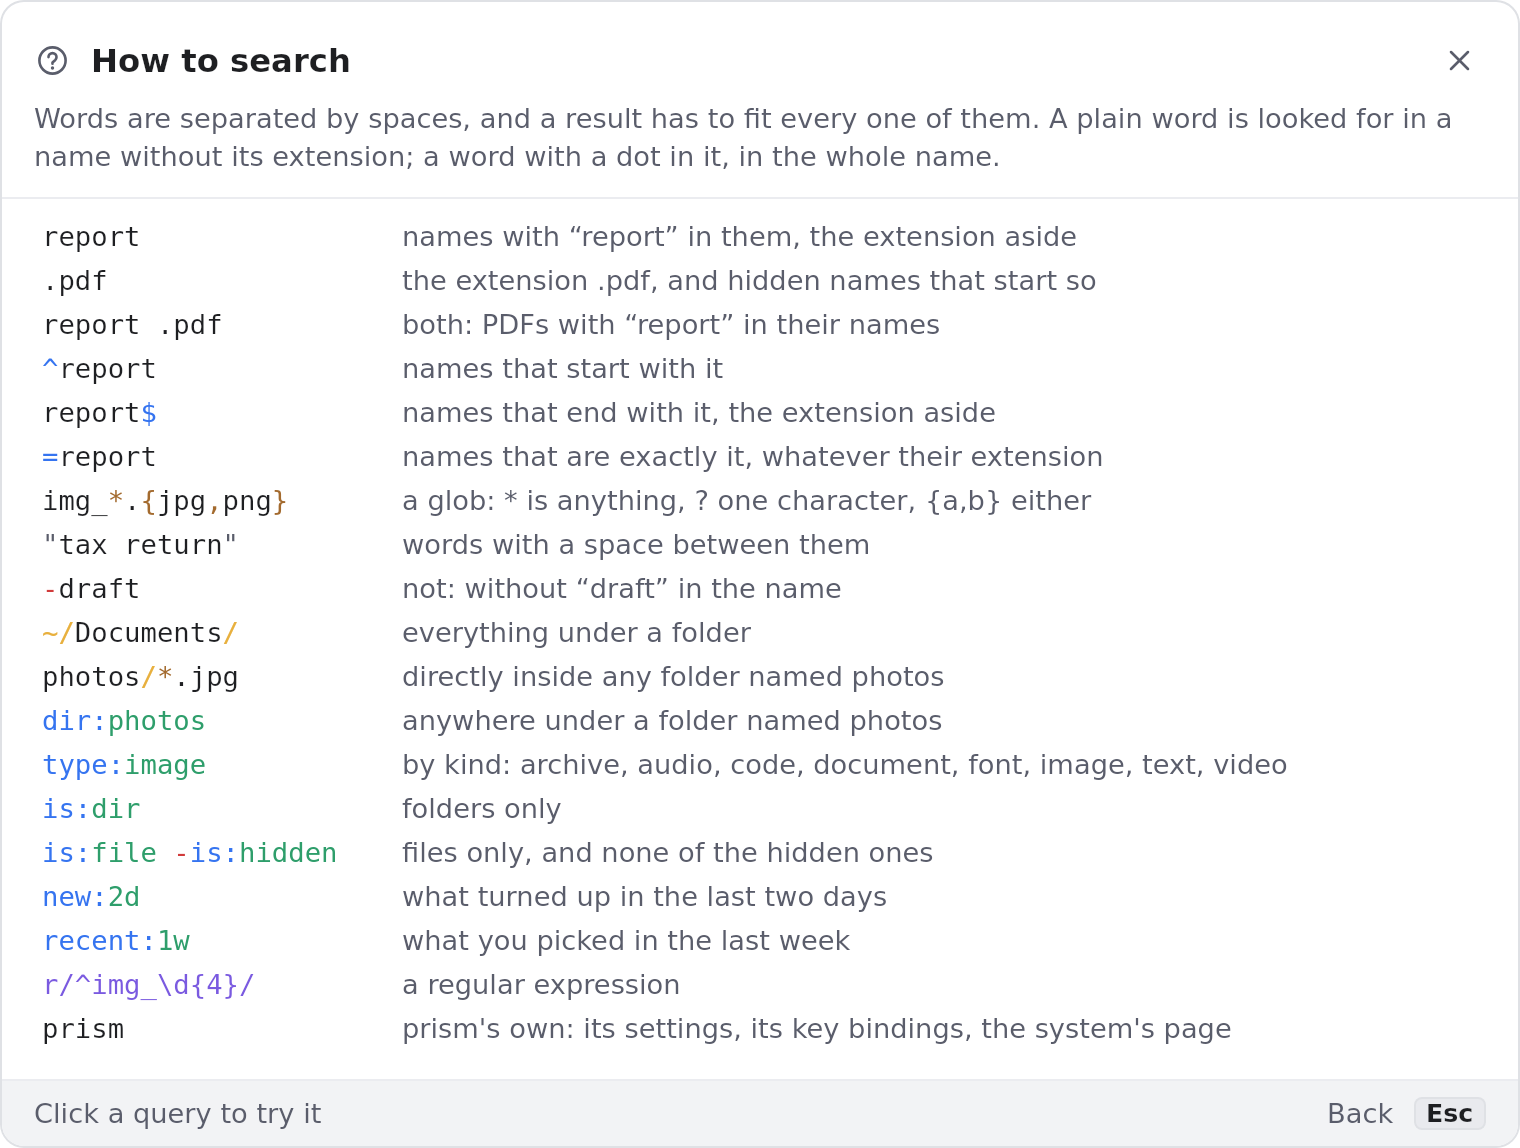 How to search
Words are separated by spaces, and a result has to fit every one of them. A plain word is looked for in a
name without its extension; a word with a dot in it, in the whole name.
report names with “report” in them, the extension aside
.pdf the extension .pdf, and hidden names that start so
report .pdf both: PDFs with “report” in their names
^report names that start with it
report$ names that end with it, the extension aside
=report names that are exactly it, whatever their extension
img_*.{jpg,png} a glob: * is anything, ? one character, {a,b} either
"tax return" words with a space between them
-draft not: without “draft” in the name
~/Documents/ everything under a folder
photos/*.jpg directly inside any folder named photos
dir:photos anywhere under a folder named photos
type:image by kind: archive, audio, code, document, font, image, text, video
is:dir folders only
is:file -is:hidden files only, and none of the hidden ones
new:2d what turned up in the last two days
recent:1w what you picked in the last week
r/^img_\d{4}/ a regular expression
prism prism's own: its settings, its key bindings, the system's page
Click a query to try it Back Esc